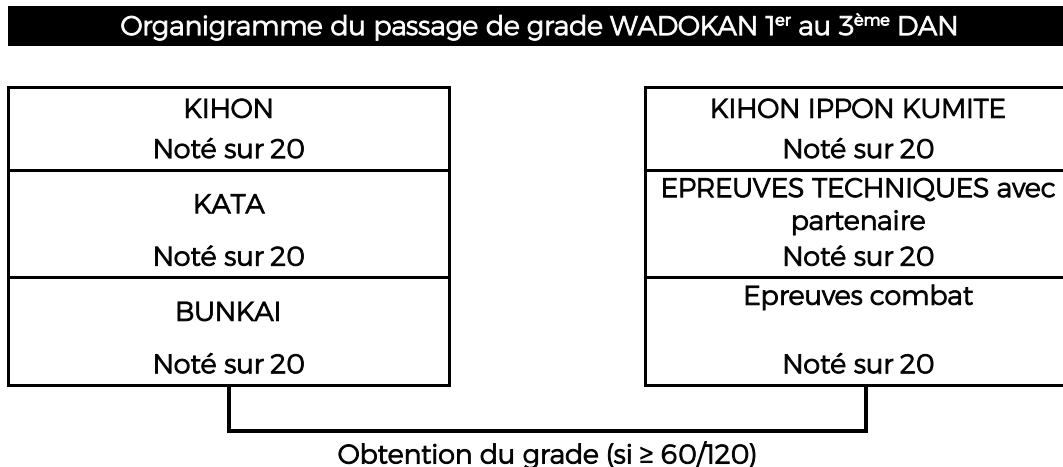 Organigramme du passage de grade WADOKAN 1er au 3ème DAN
KIHON
Noté sur 20
KATA
Noté sur 20
BUNKAI
Noté sur 20
KIHON IPPON KUMITE
Noté sur 20
EPREUVES TECHNIQUES avec
partenaire
Noté sur 20
Epreuves combat
Noté sur 20
Obtention du grade (si ≥ 60/120)